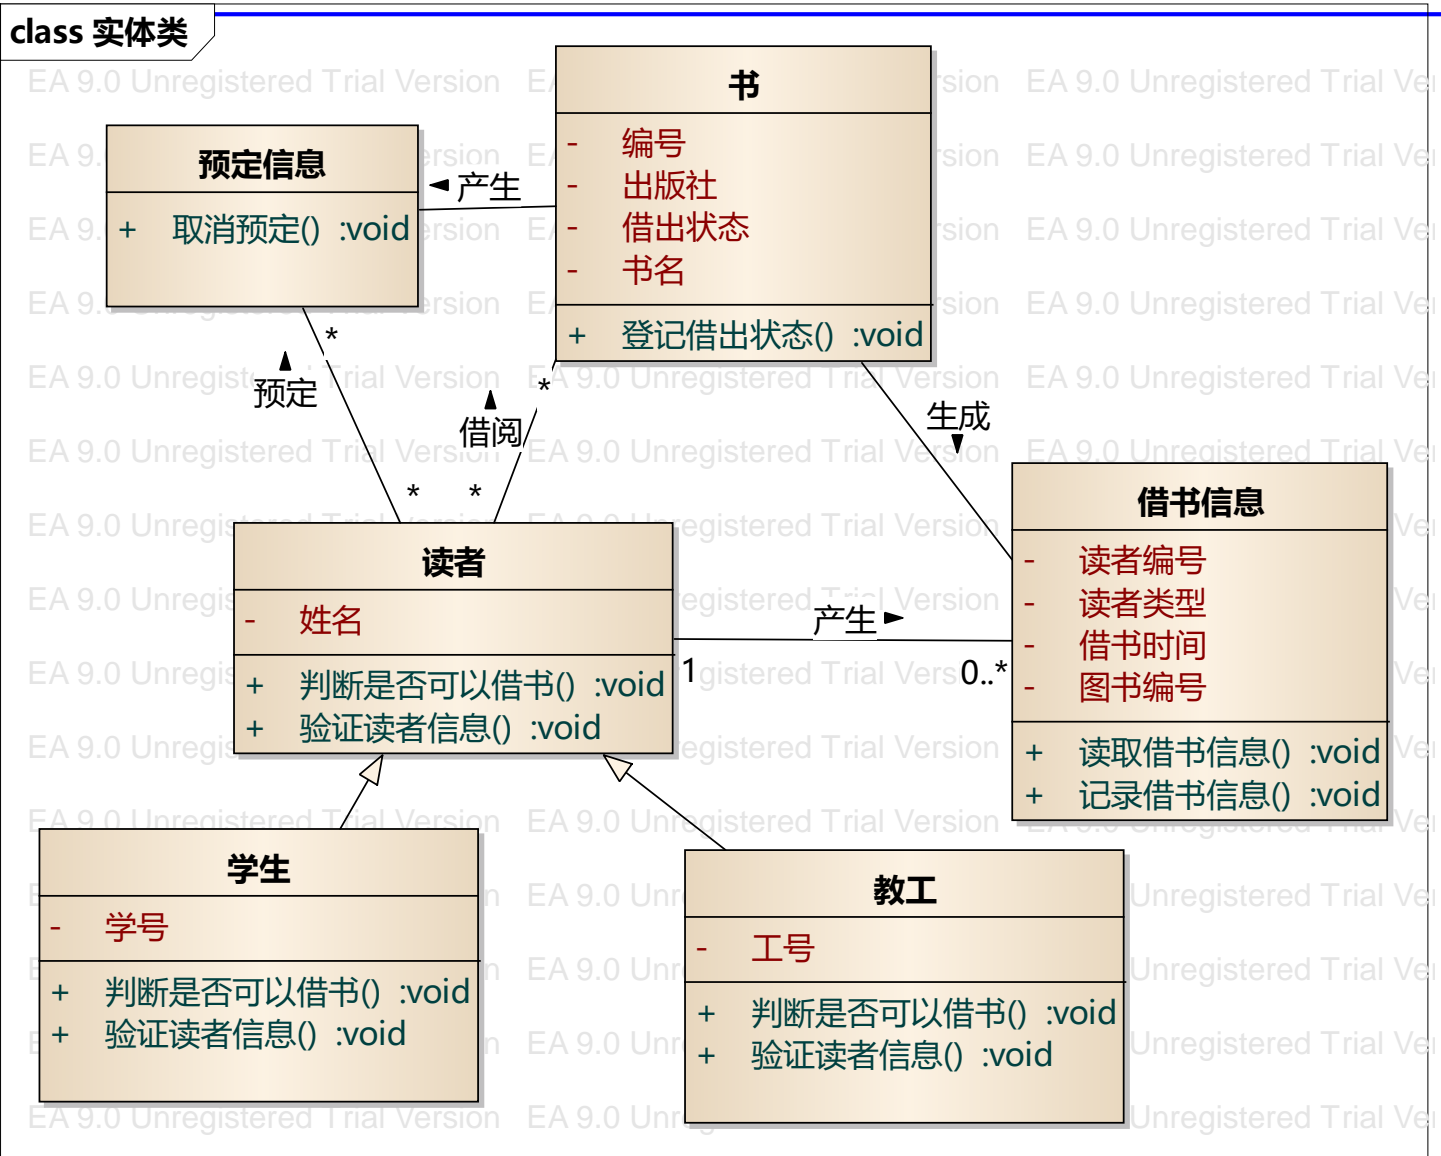 class 实体类
书
- 编号
- 出版社
- 借出状态
- 书名
+ 登记借出状态() :void
预定信息
+ 取消预定() :void
产生
*
预定
*
*
借阅
*
生成
借书信息
- 读者编号
- 读者类型
- 借书时间
- 图书编号
+ 读取借书信息() :void
+ 记录借书信息() :void
读者
- 姓名
+ 判断是否可以借书() :void
+ 验证读者信息() :void
产生
1
0..*
学生
- 学号
+ 判断是否可以借书() :void
+ 验证读者信息() :void
教工
- 工号
+ 判断是否可以借书() :void
+ 验证读者信息() :void
EA 9.0 Unregistered Trial Version